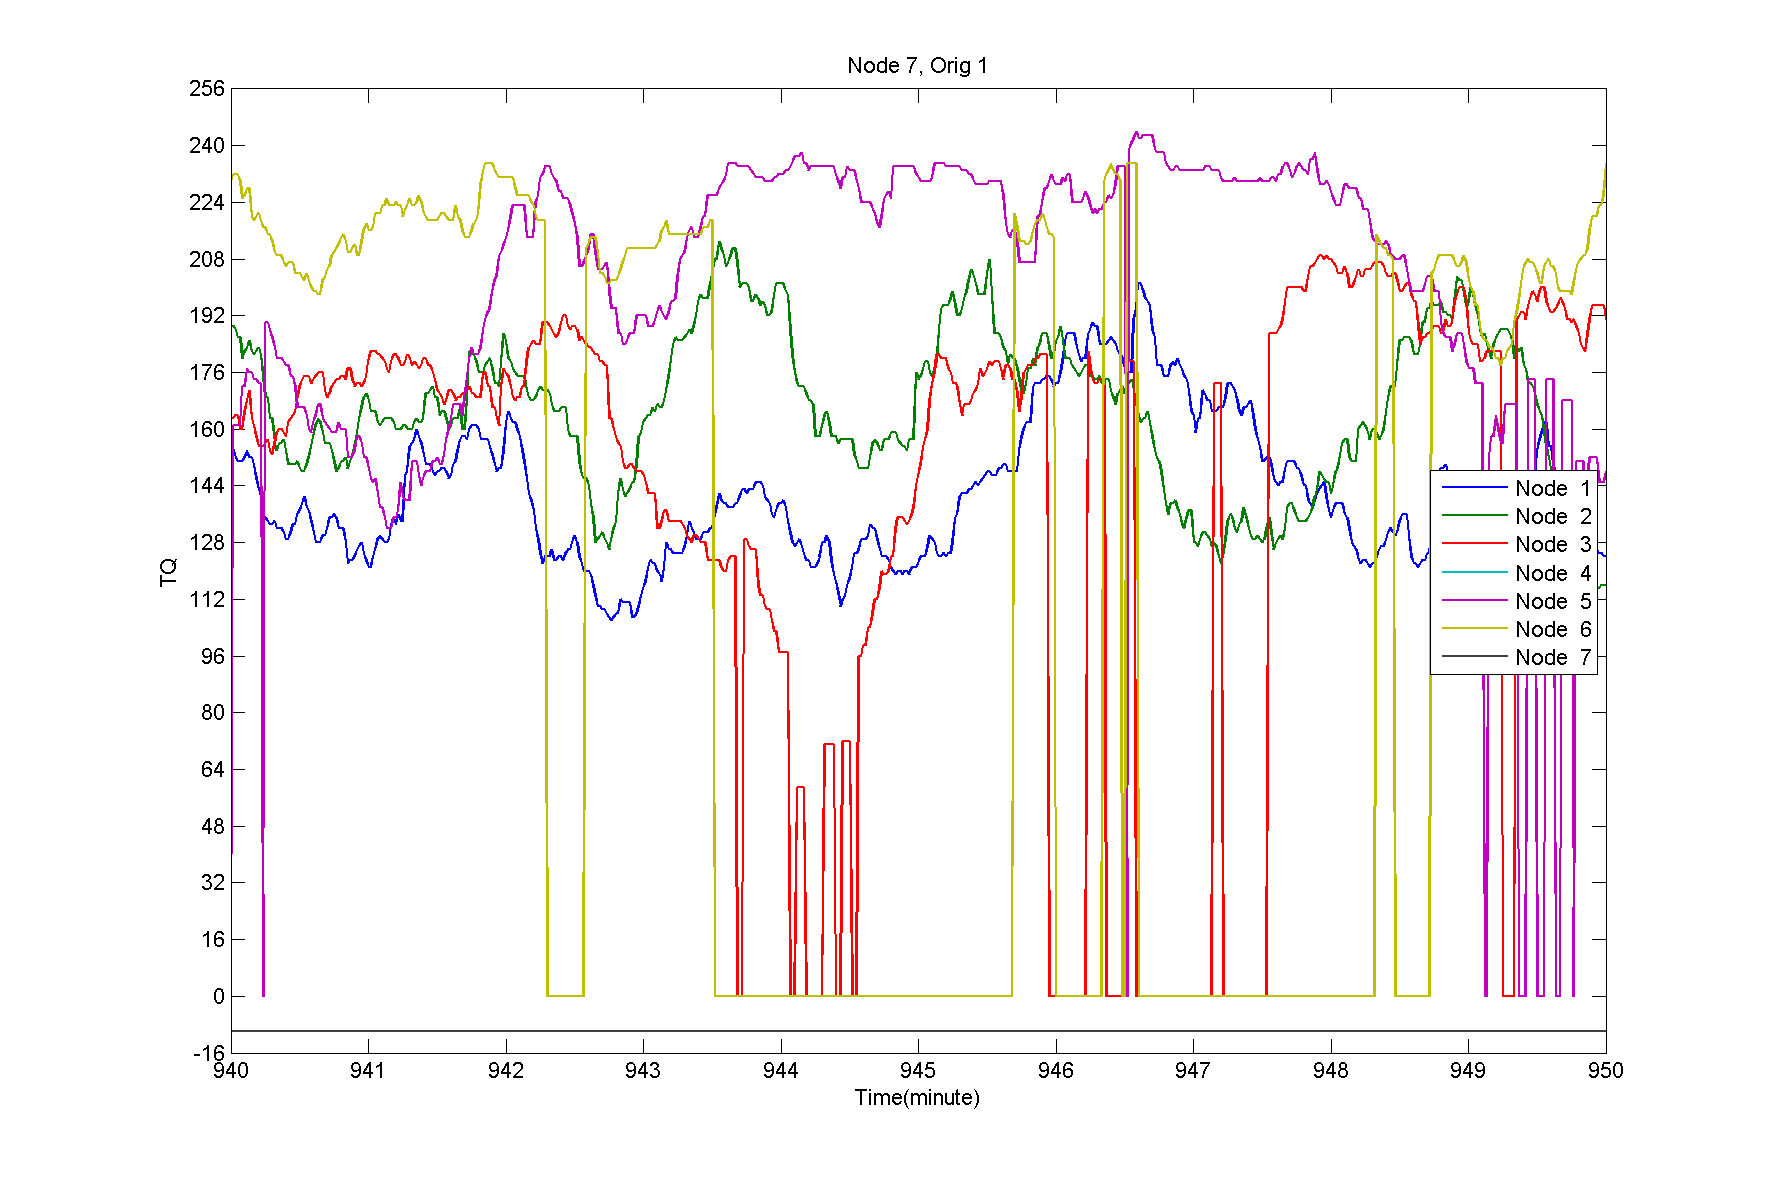 Node 7, Orig 1
256
240
224
208
192
176
160
144
128
112
96
80
64
48
32
16
0
-16
TQ
Node 1
Node 2
Node 3
Node 4
Node 5
Node 6
Node 7
940 941 942 943 944 945 946 947 948 949 950
Time(minute)